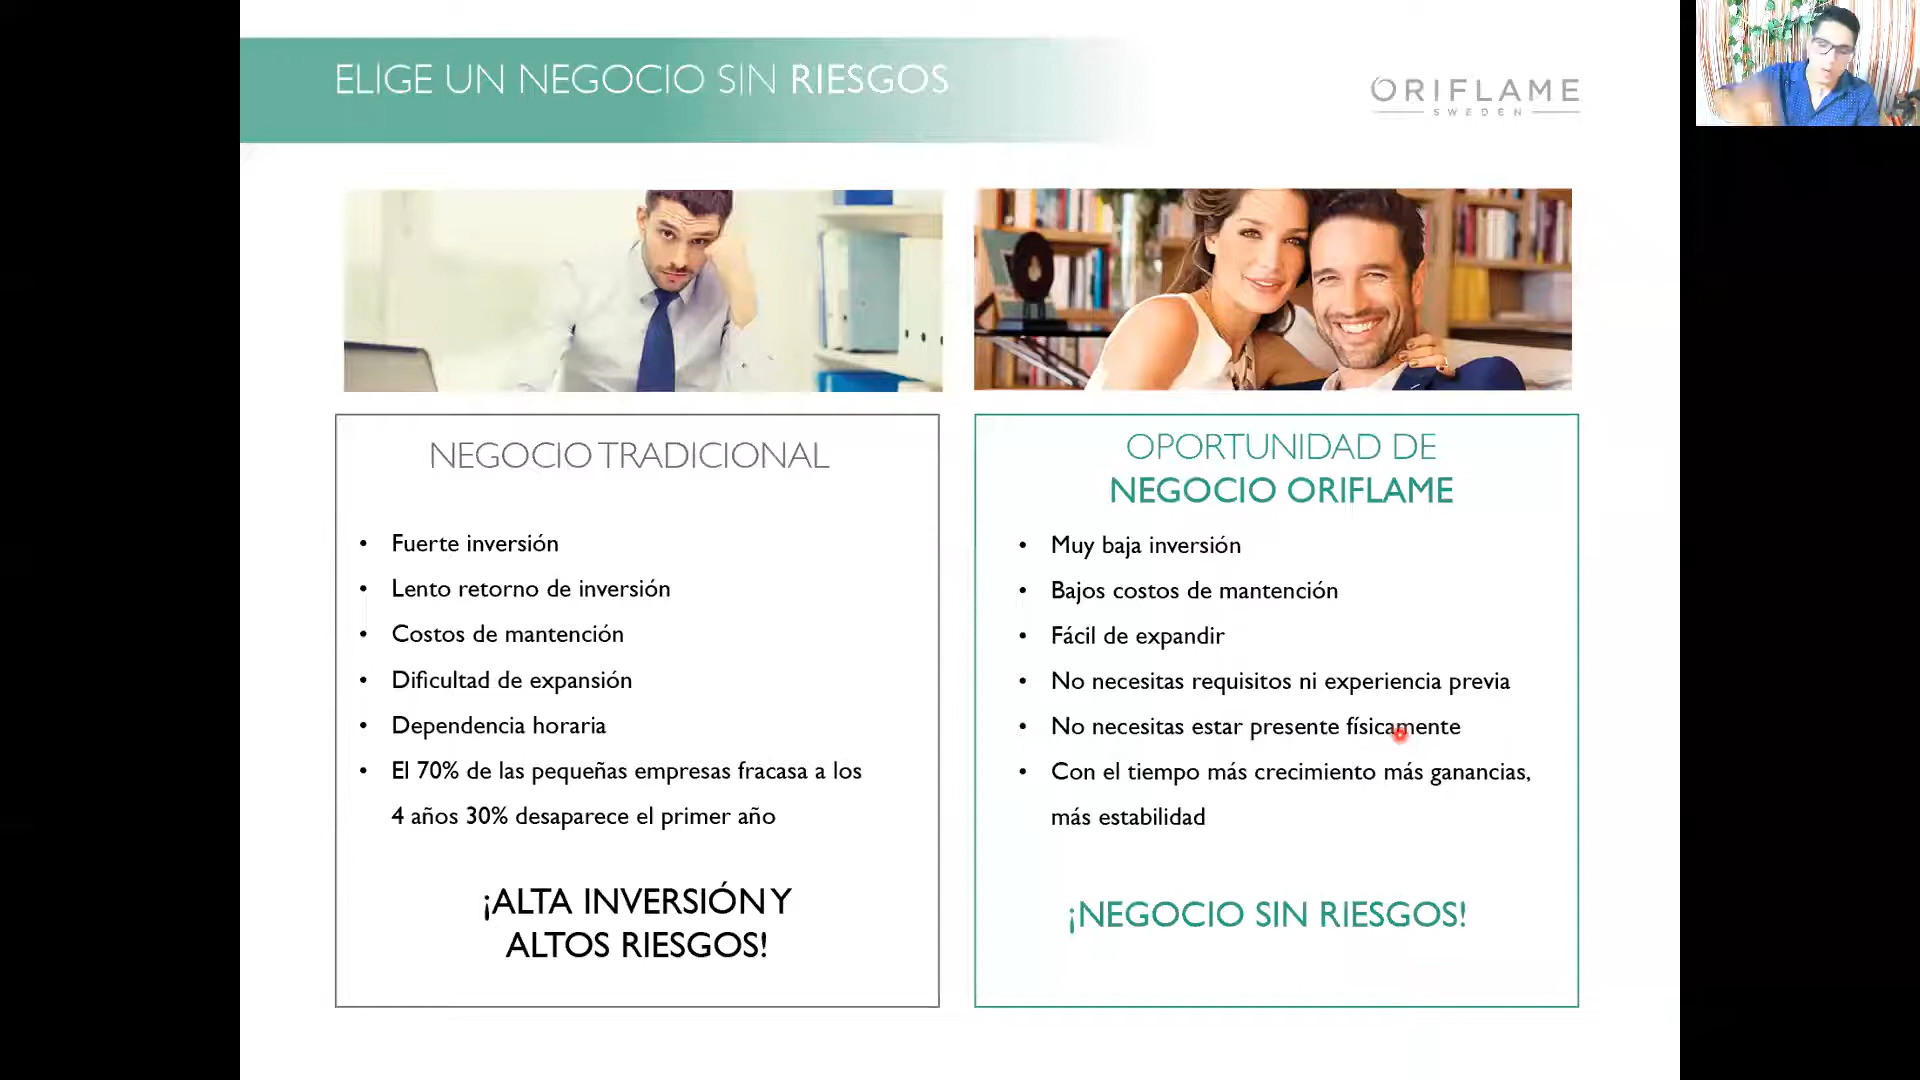 ELIGE UN NEGOCIO SIN RIESGOS
ORIFLAME
SWEDEN
NEGOCIO TRADICIONAL
• Fuerte inversión
• Lento retorno de inversión
• Costos de mantención
• Dificultad de expansión
• Dependencia horaria
• El 70% de las pequeñas empresas fracasa a los
4 años 30% desaparece el primer año
¡ALTA INVERSIÓN Y
ALTOS RIESGOS!
OPORTUNIDAD DE
NEGOCIO ORIFLAME
• Muy baja inversión
• Bajos costos de mantención
• Fácil de expandir
• No necesitas requisitos ni experiencia previa
• No necesitas estar presente físicamente
• Con el tiempo más crecimiento más ganancias,
más estabilidad
¡NEGOCIO SIN RIESGOS!